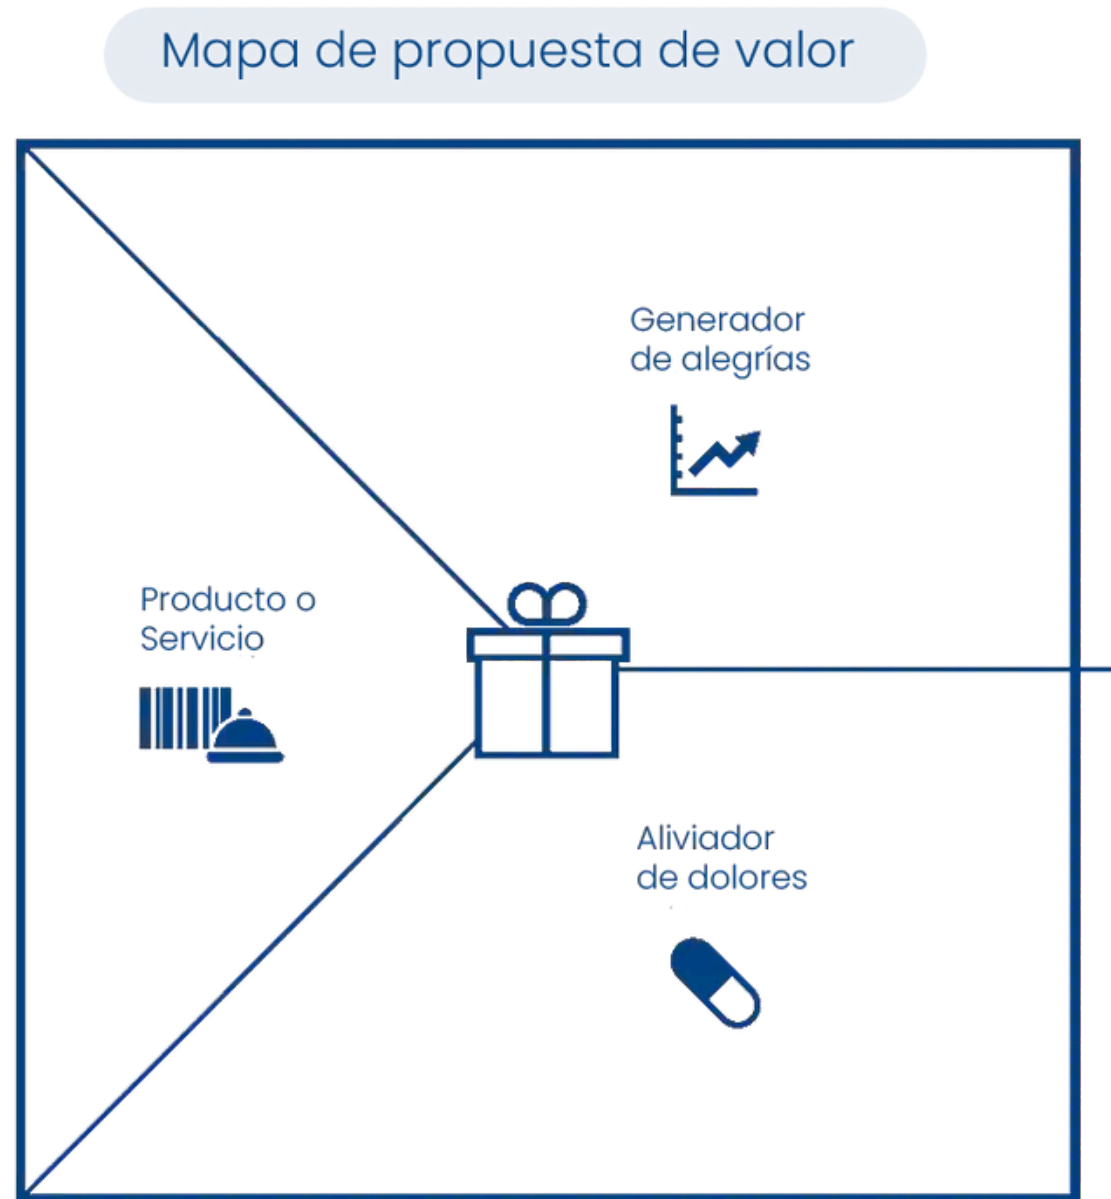 Mapa de propuesta de valor
Generador
de alegrías
Producto o
Servicio
Aliviador
de dolores